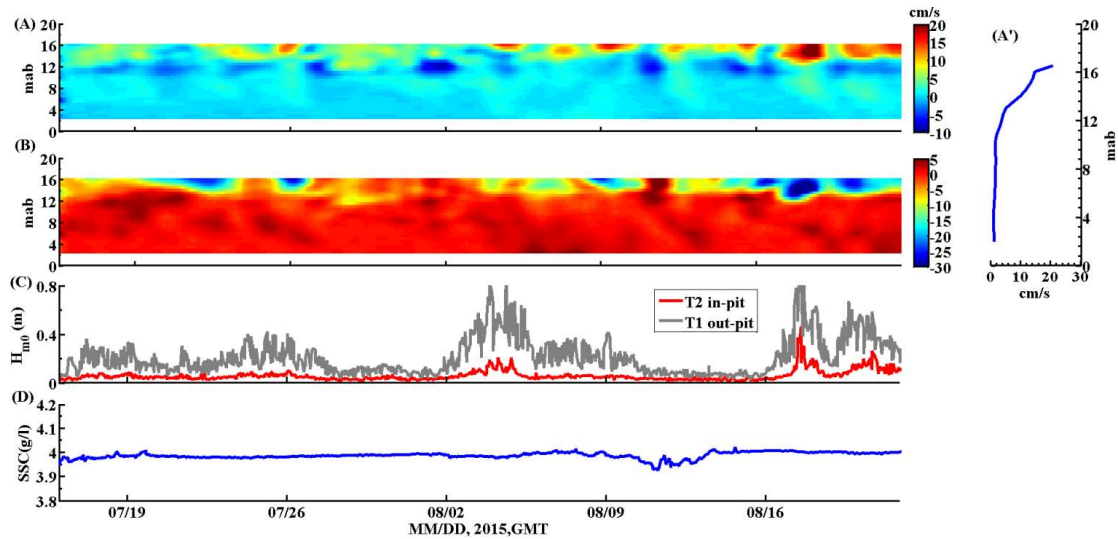 (A)
cm/s
20
16
12
8
4
0
mab
20
15
10
5
0
-5
-10
(A')
20
16
12
8
4
0
mab
0 10 20 30
cm/s
(B)
20
16
12
8
4
0
mab
5
0
-5
-10
-15
-20
-25
-30
cm/s
(C)
0.8
0.4
0
Hm0 (m)
T2 in-pit
T1 out-pit
(D)
4.2
4.1
4
3.9
3.8
SSC(g/l)
07/19 07/26 08/02 08/09 08/16
MM/DD, 2015,GMT